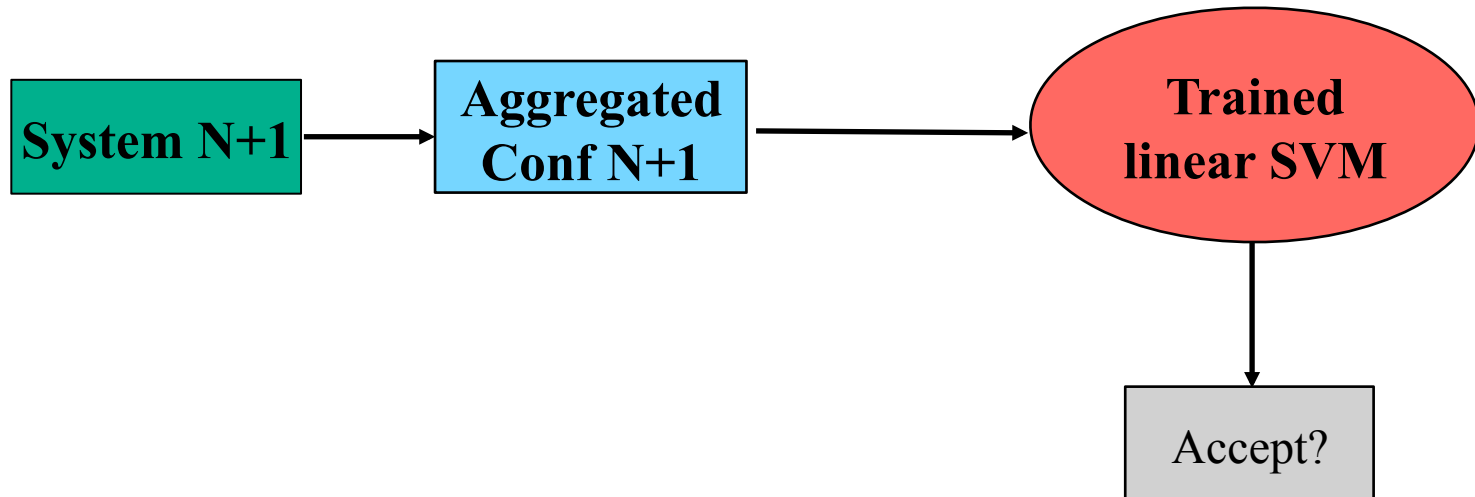 System N+1
Aggregated
Conf N+1
Trained
linear SVM
Accept?